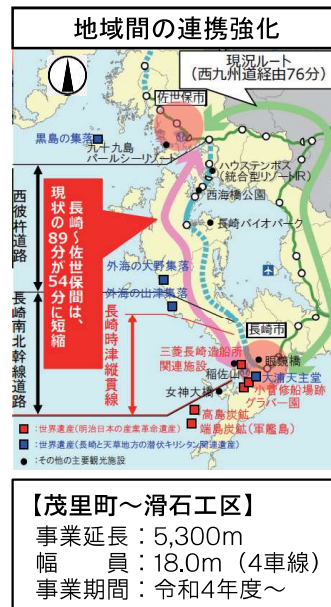 地域間の連携強化
現況ルート
(西九州道経由76分)
佐世保市
黒島の集落
九十九島
パールシーリゾート
ハウステンボス
(統合型リゾートIR)
西海橋公園
長崎バイオパーク
西彼杵道路
長崎~佐世保間は、
現状の89分が54分に短縮
外海の大野集落
外海の出津集落
長崎南北幹線道路
長崎時津縦貫線
長崎市
三菱長崎造船所
関連施設
眼鏡橋
稲佐山
大浦天主堂
小菅修船場跡
グラバー園
女神大橋
高島炭鉱
端島炭鉱(軍艦島)
■:世界遺産(明治日本の産業革命遺産)
■:世界遺産(長崎と天草地方の潜伏キリシタン関連遺産)
●:その他の主要観光施設
【茂里町~滑石工区】
事業延長:5,300m
幅 員:18.0m(4車線)
事業期間:令和4年度~